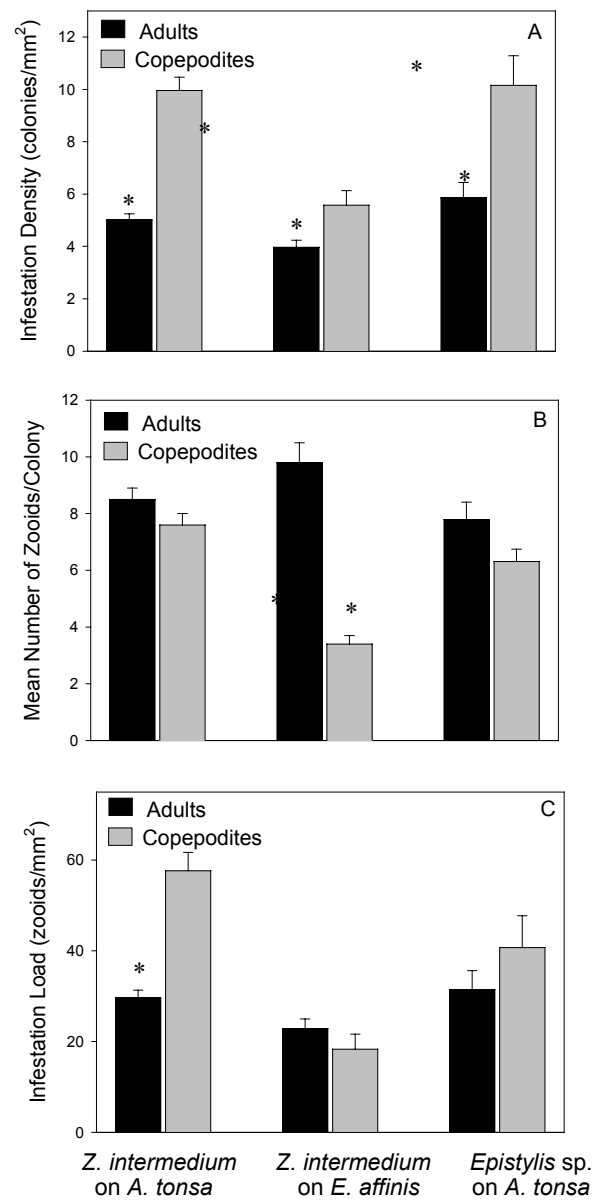 A
Adults
Copepodites
Infestation Density (colonies/mm²)
12
10
8
6
4
2
0
*
*
*
*
*
B
Adults
Copepodites
Mean Number of Zooids/Colony
12
10
8
6
4
2
0
*
*
C
Adults
Copepodites
Infestation Load (zooids/mm²)
60
40
20
0
*
Z. intermedium
on A. tonsa
Z. intermedium
on E. affinis
Epistylis sp.
on A. tonsa